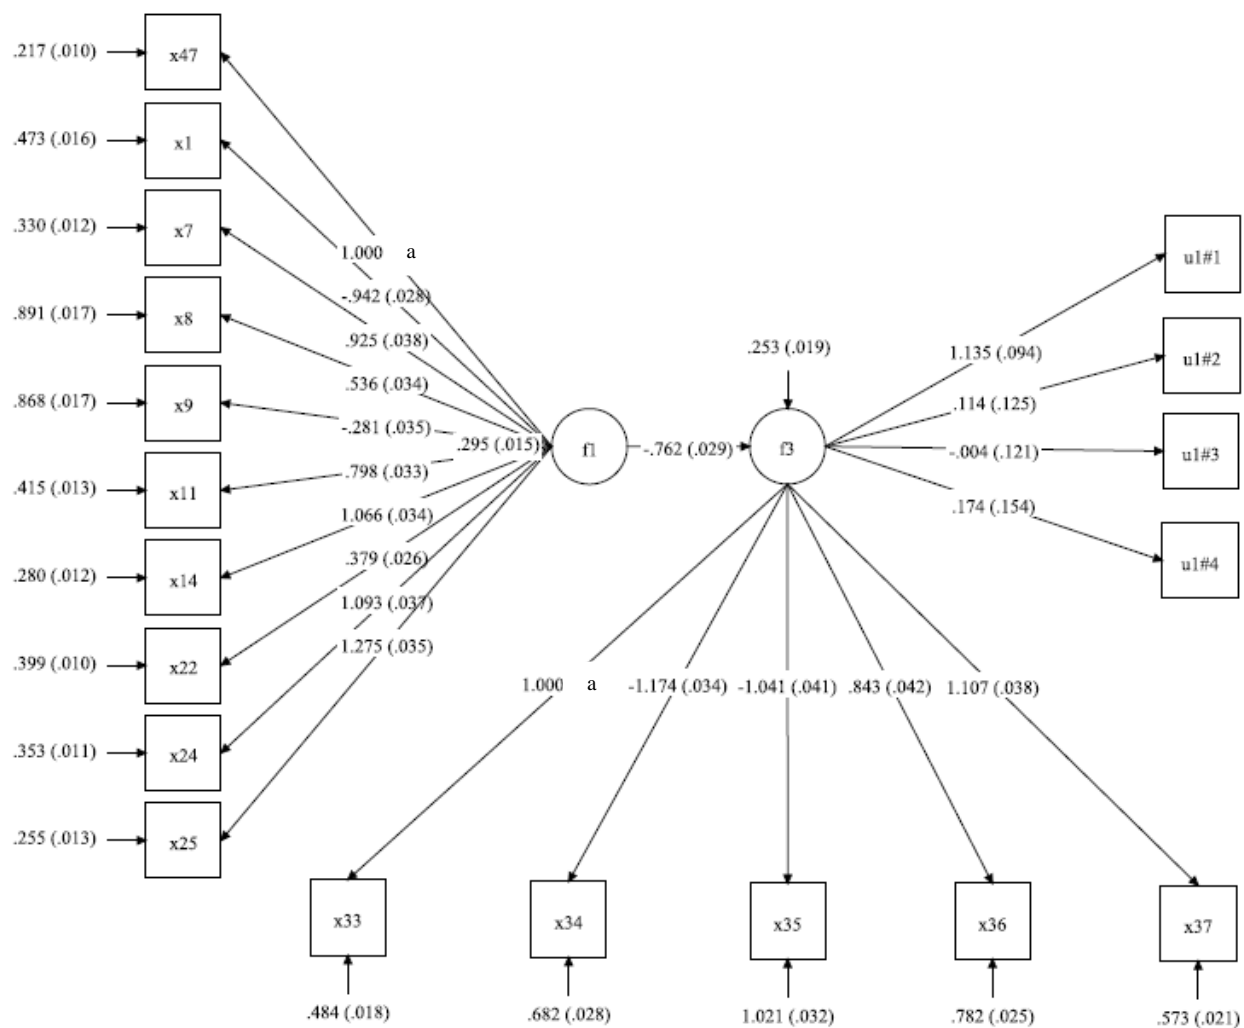 .217 (.010)
x47
.473 (.016)
x1
.330 (.012)
x7
1.000 a
u1#1
-.942 (.028)
.891 (.017)
x8
.925 (.038)
.253 (.019)
1.135 (.094)
u1#2
.536 (.034)
.868 (.017)
x9
.114 (.125)
-.281 (.035)
.295 (.015)
f1
-.762 (.029)
f3
-.004 (.121)
u1#3
.798 (.033)
.415 (.013)
x11
1.066 (.034)
.174 (.154)
.379 (.026)
u1#4
.280 (.012)
x14
1.093 (.037)
1.275 (.035)
.399 (.010)
x22
1.000 a
-1.174 (.034)
-1.041 (.041)
.843 (.042)
1.107 (.038)
.353 (.011)
x24
.255 (.013)
x25
x33
x34
x35
x36
x37
.484 (.018)
.682 (.028)
1.021 (.032)
.782 (.025)
.573 (.021)